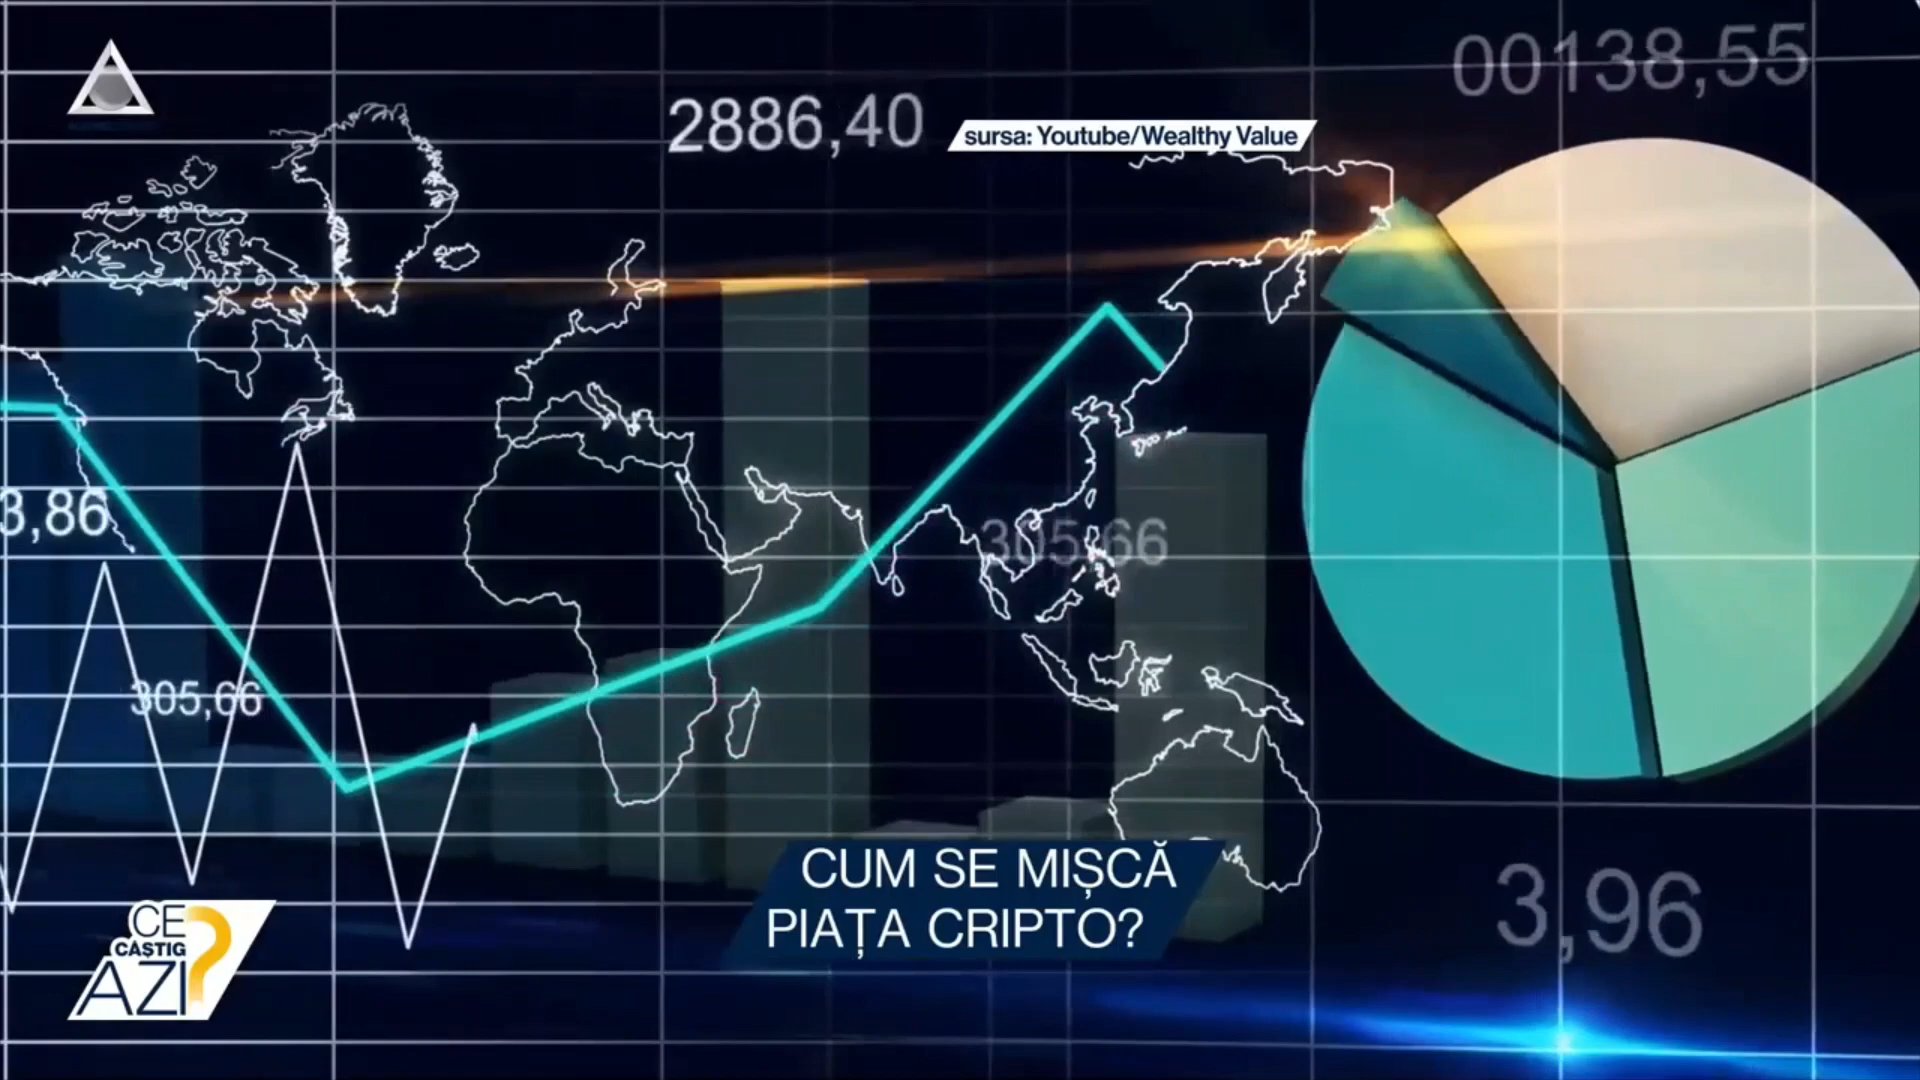 00138,55
2886,40
sursa: Youtube/Wealthy Value
3,86
305,66
305,66
CUM SE MIȘCĂ
PIAȚA CRIPTO?
3,96
CE
CÂȘTIG
AZI?